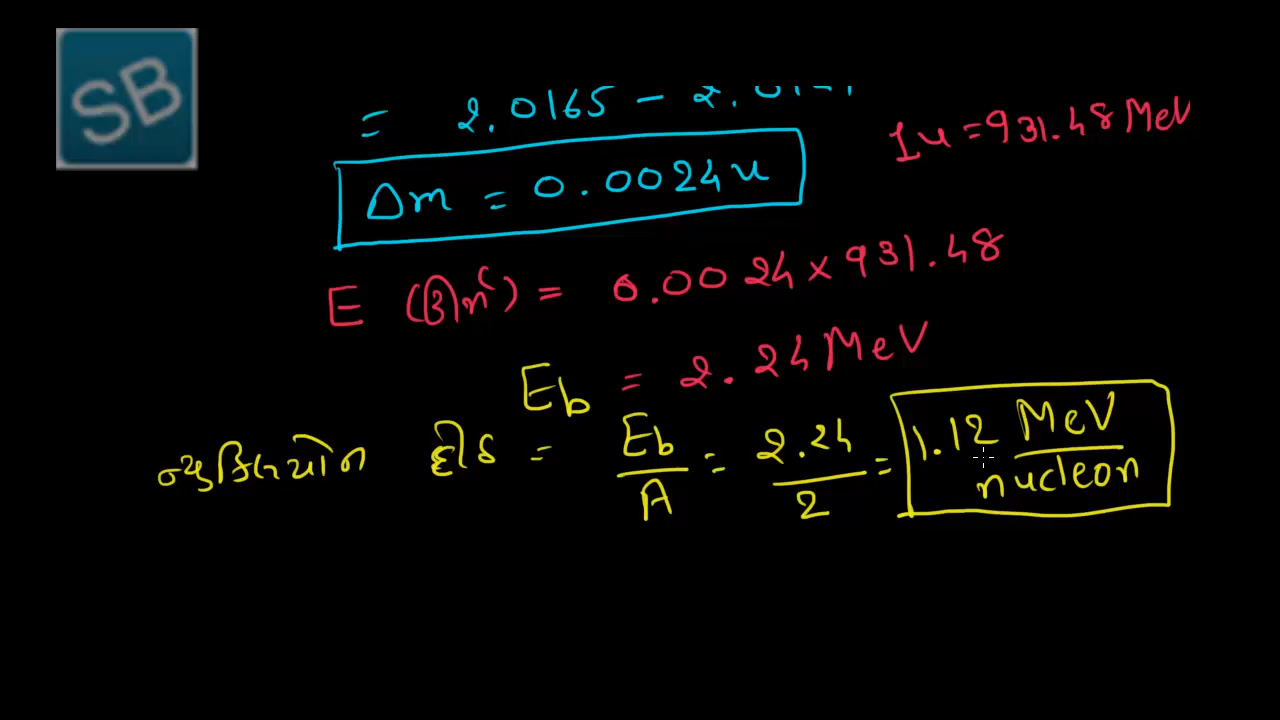 SB
= 2.0165 -
1u = 931.48 MeV
Δm = 0.0024u
E = 0.0024 × 931.48
Eb = 2.24 MeV
ન્યુક્લિયોન દીઠ = Eb/A = 2.24/2 = 1.12 MeV/nucleon